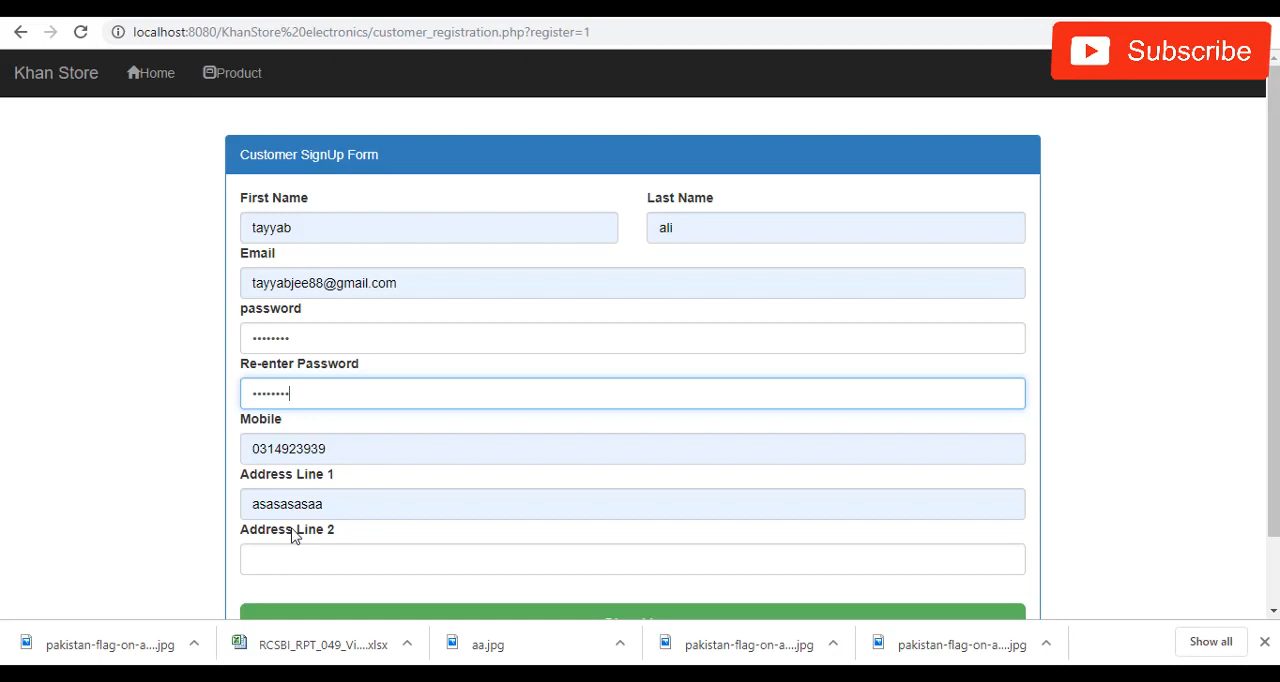 localhost:8080/KhanStore%20electronics/customer_registration.php?register=1
Subscribe
Khan Store Home Product
Customer SignUp Form
First Name Last Name
tayyab ali
Email
tayyabjee88@gmail.com
password
••••••••
Re-enter Password
••••••••
Mobile
0314923939
Address Line 1
asasasasaa
Address Line 2
pakistan-flag-on-a....jpg RCSBI_RPT_049_Vi....xlsx aa.jpg pakistan-flag-on-a....jpg pakistan-flag-on-a....jpg Show all